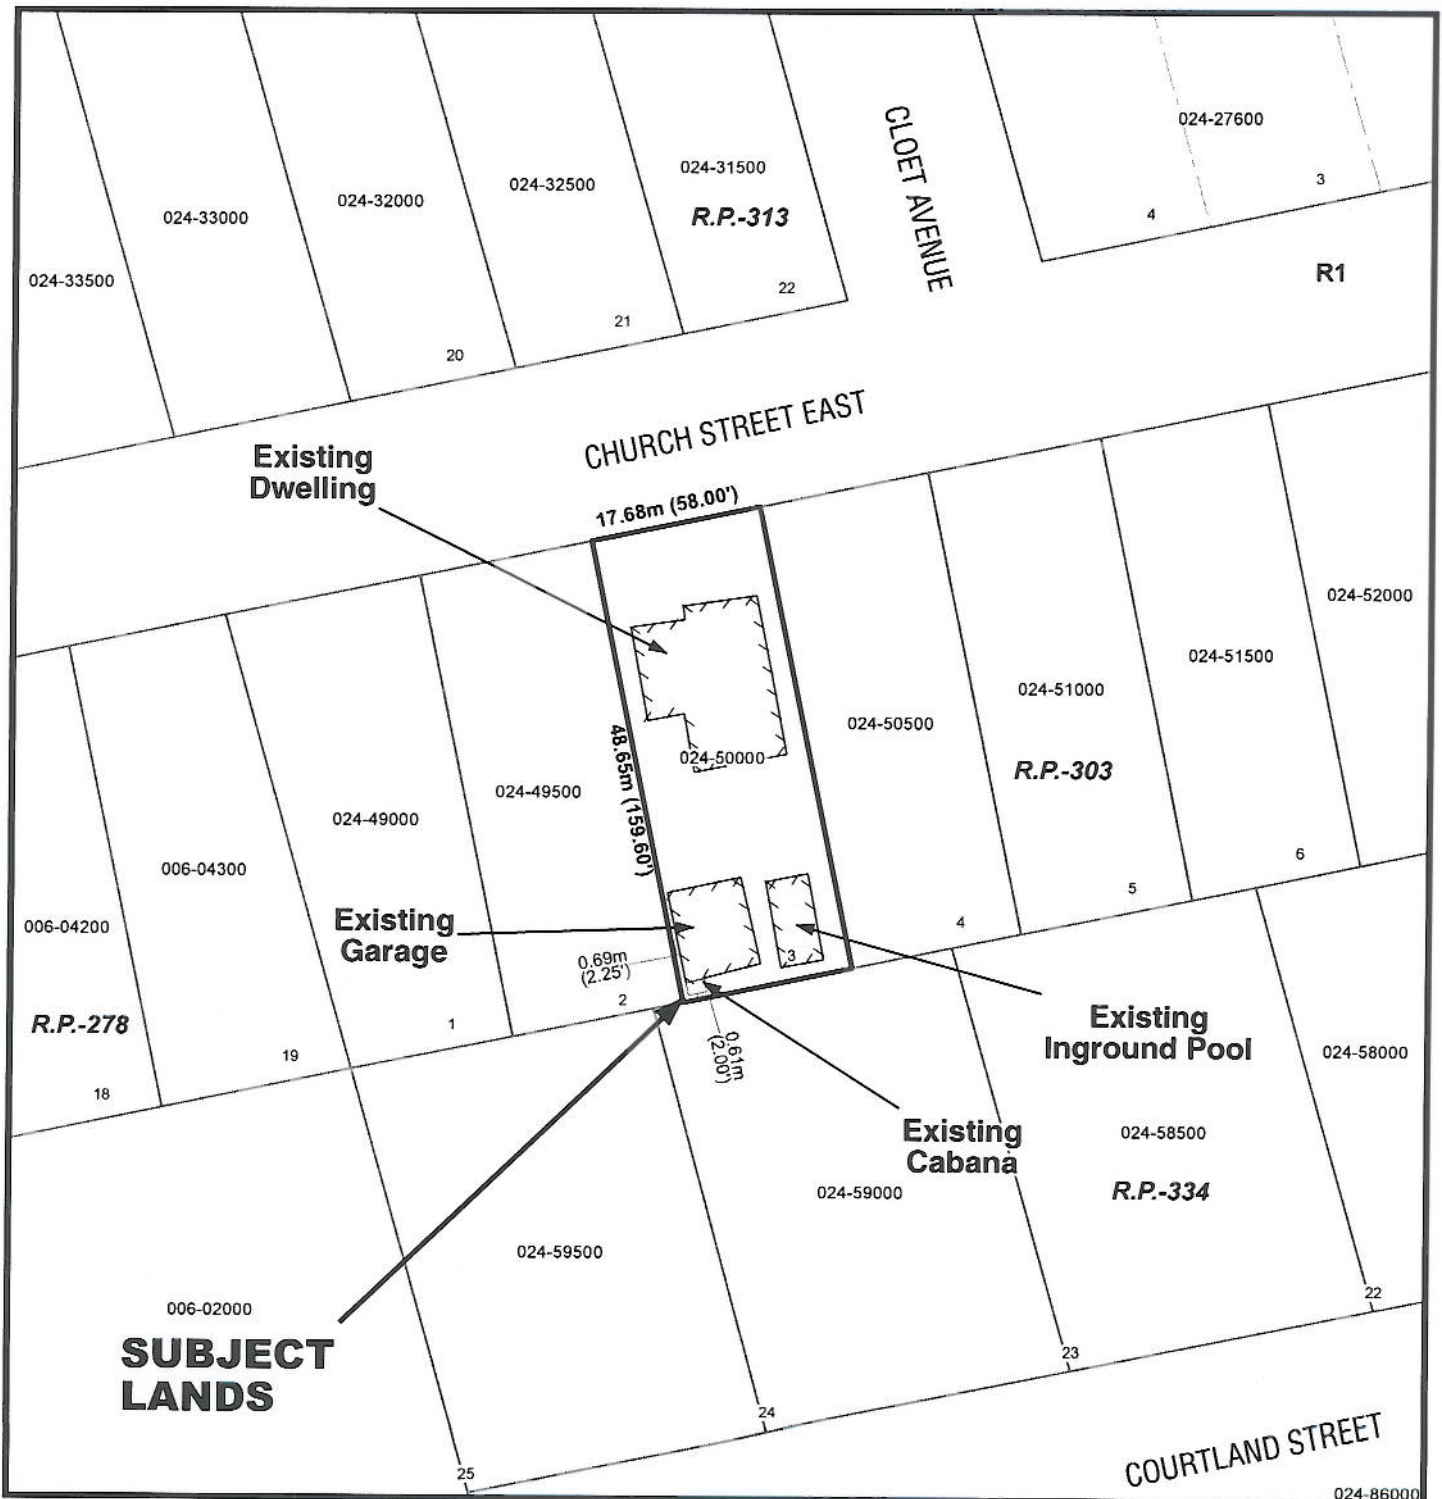 024-27600
CLOET AVENUE
024-31500
024-32500
3
024-32000
4
024-33000
R.P.-313
R1
024-33500
22
21
20
CHURCH STREET EAST
Existing
Dwelling
17.68m (58.00')
024-52000
024-51500
024-51000
024-50500
48.65m (159.60')
024-50000
R.P.-303
024-49500
024-49000
006-04300
6
5
4
006-04200
Existing
Garage
3
0.69m
(2.25')
2
1
R.P.-278
0.61m
(2.00')
Existing
Inground Pool
19
18
024-58000
Existing
Cabana
024-58500
024-59000
R.P.-334
024-59500
006-02000
SUBJECT
LANDS
22
23
24
25
COURTLAND STREET
024-86000